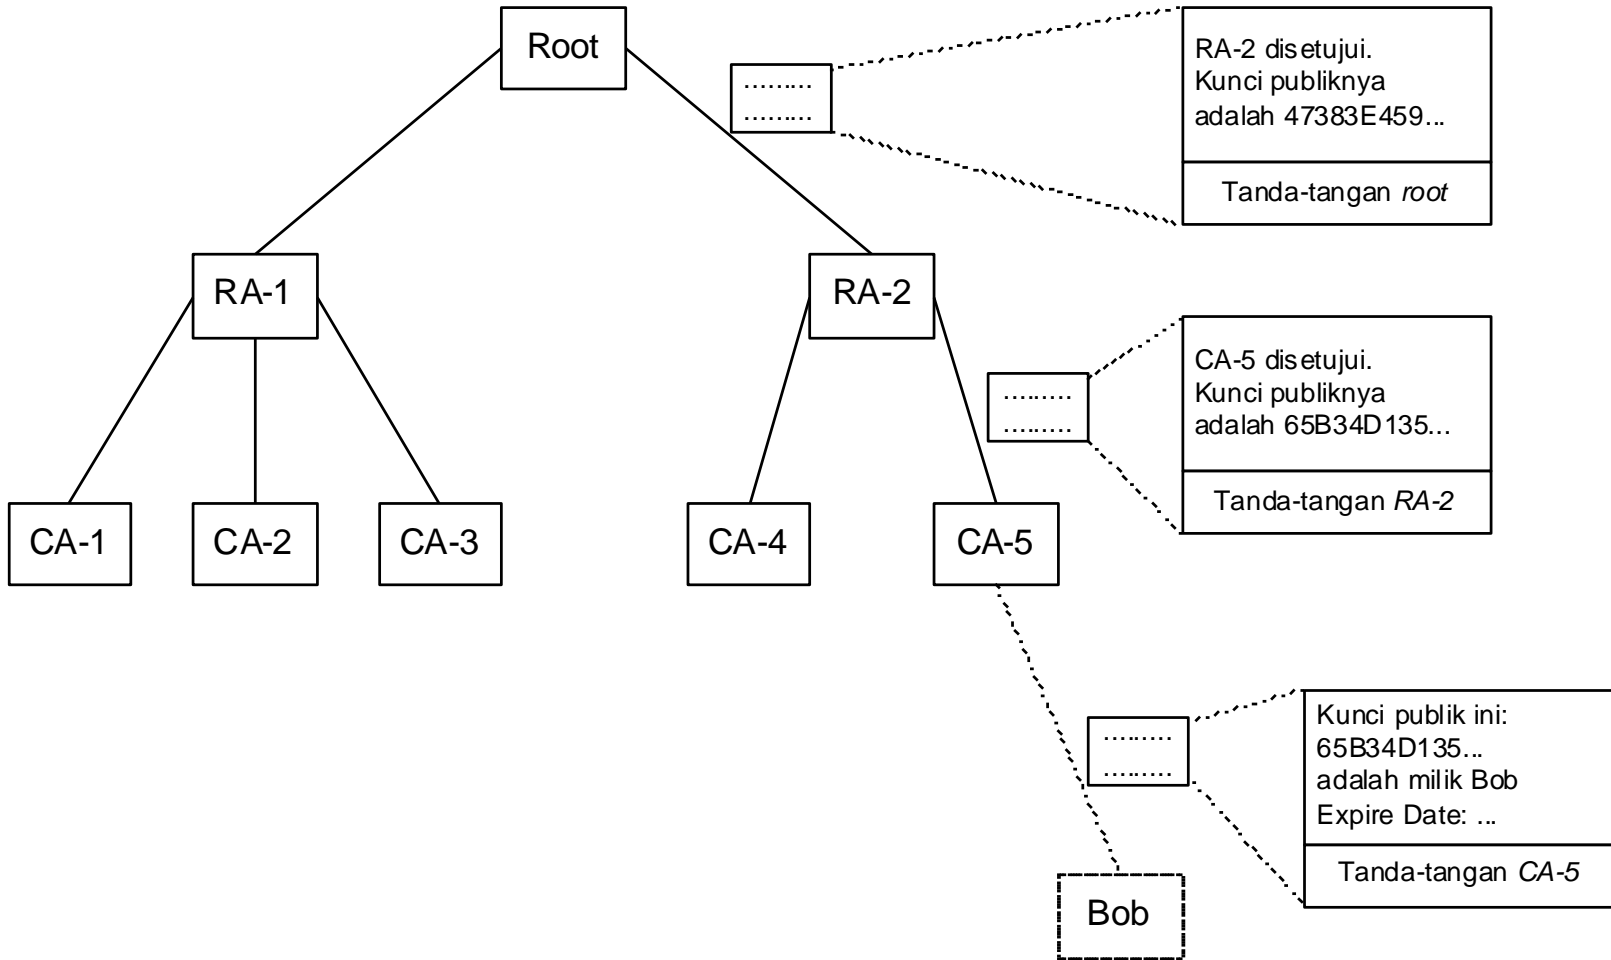 Root
.........
.........
RA-2 disetujui.
Kunci publiknya
adalah 47383E459...
Tanda-tangan root
RA-1
RA-2
.........
.........
CA-5 disetujui.
Kunci publiknya
adalah 65B34D135...
Tanda-tangan RA-2
CA-1
CA-2
CA-3
CA-4
CA-5
.........
.........
Kunci publik ini:
65B34D135...
adalah milik Bob
Expire Date: ...
Tanda-tangan CA-5
Bob